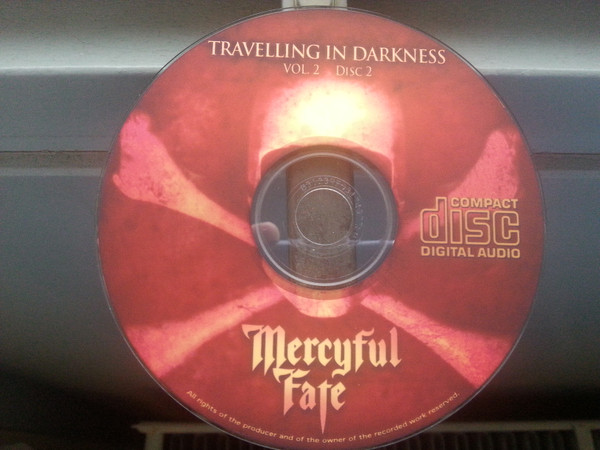 TRAVELLING IN DARKNESS
VOL. 2 DISC 2
COMPACT
disc
DIGITAL AUDIO
Mercyful
Fate
All rights of the producer and of the owner of the recorded work reserved.